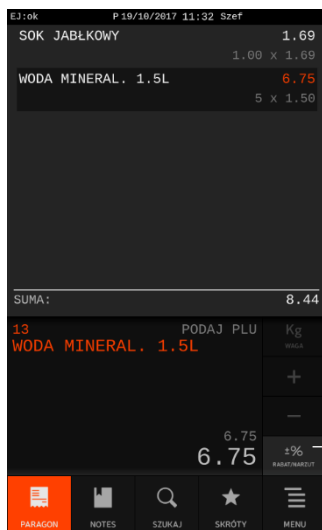 EJ:ok P 19/10/2017 11:32 Szef
SOK JABŁKOWY 1.69
1.00 x 1.69
WODA MINERAL. 1.5L 6.75
5 x 1.50
SUMA: 8.44
13 PODAJ PLU
WODA MINERAL. 1.5L
Kg
WAGA
+
–
6.75
6.75
±%
RABAT/NARZUT
PARAGON NOTES SZUKAJ SKRÓTY MENU